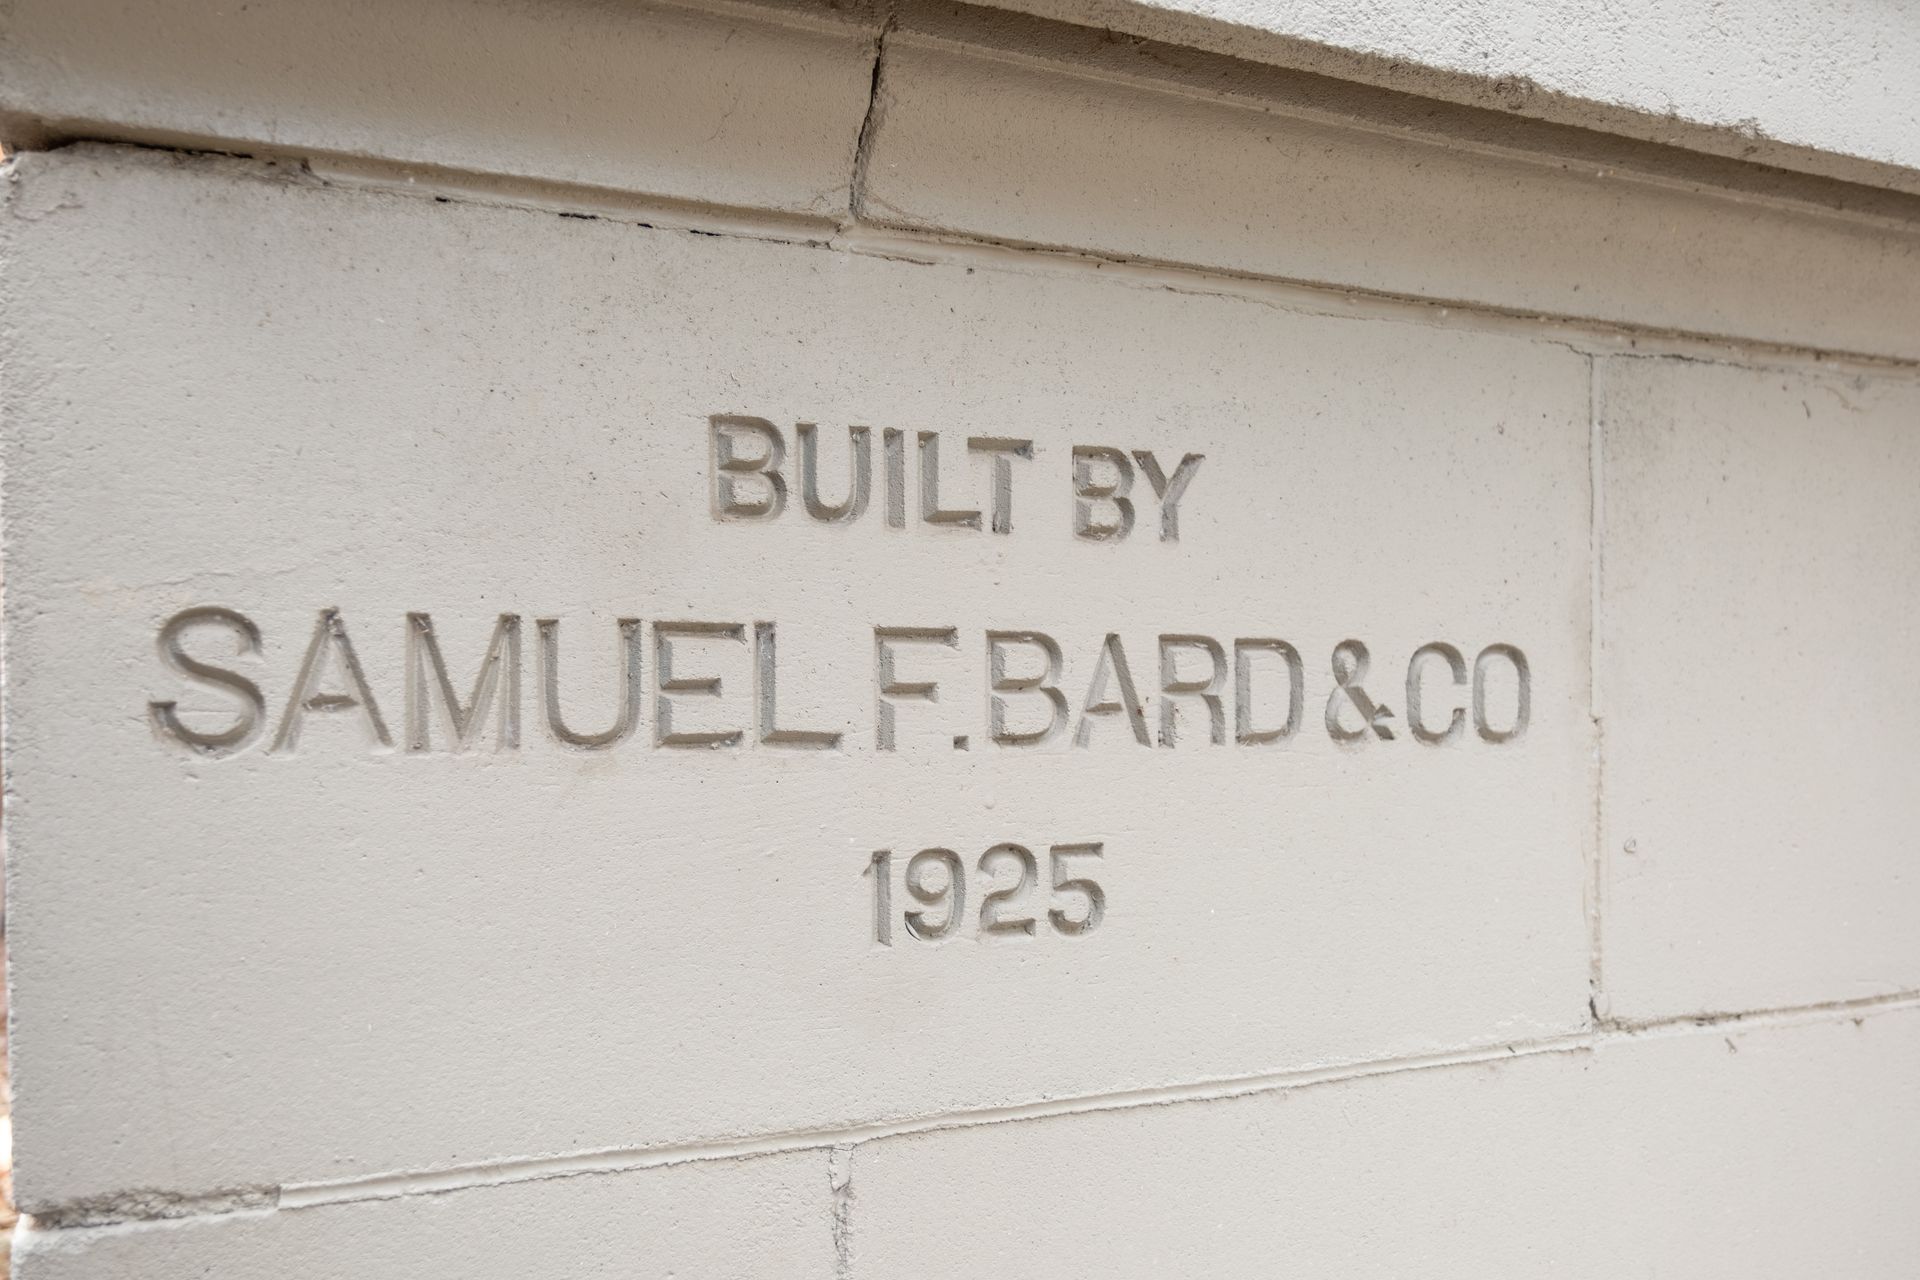 BUILT BY
SAMUEL F. BARD & CO
1925